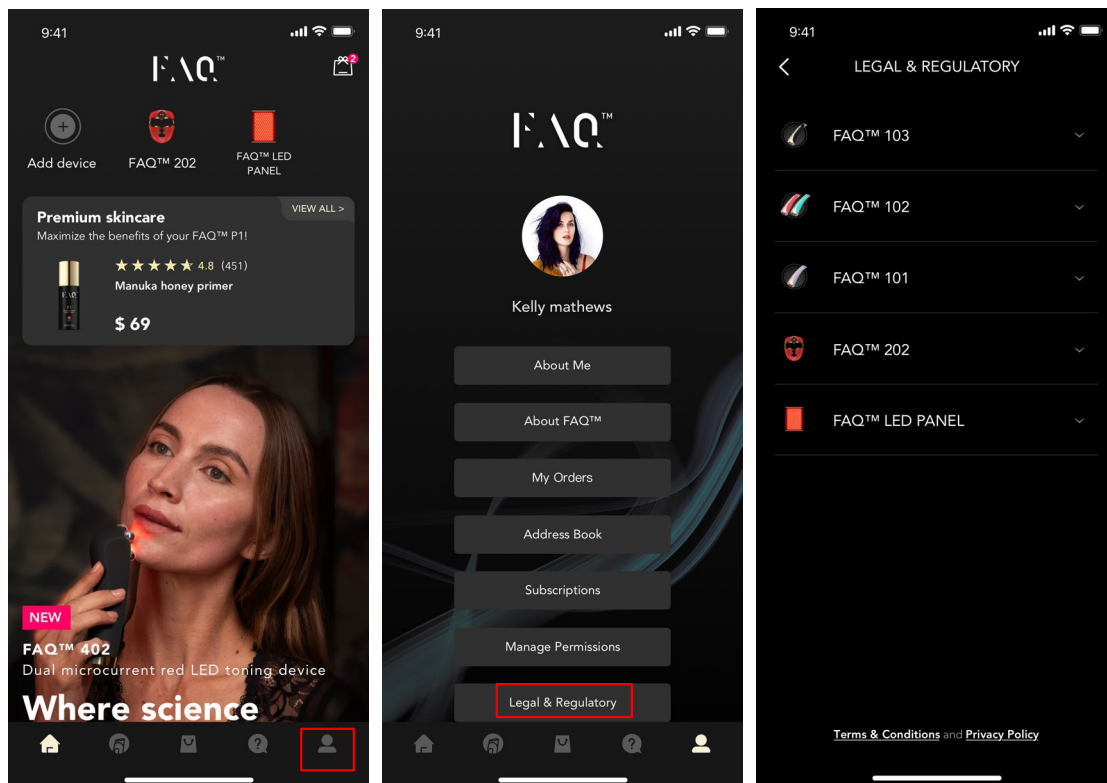 9:41
FAQ™
2
Add device
FAQ™ 202
FAQ™ LED
PANEL
Premium skincare
VIEW ALL >
Maximize the benefits of your FAQ™ P1!
4.8 (451)
Manuka honey primer
$ 69
FAQ
NEW
FAQ™ 402
Dual microcurrent red LED toning device
Where science
9:41
FAQ™
Kelly mathews
About Me
About FAQ™
My Orders
Address Book
Subscriptions
Manage Permissions
Legal & Regulatory
9:41
LEGAL & REGULATORY
FAQ™ 103
FAQ™ 102
FAQ™ 101
FAQ™ 202
FAQ™ LED PANEL
Terms & Conditions and Privacy Policy